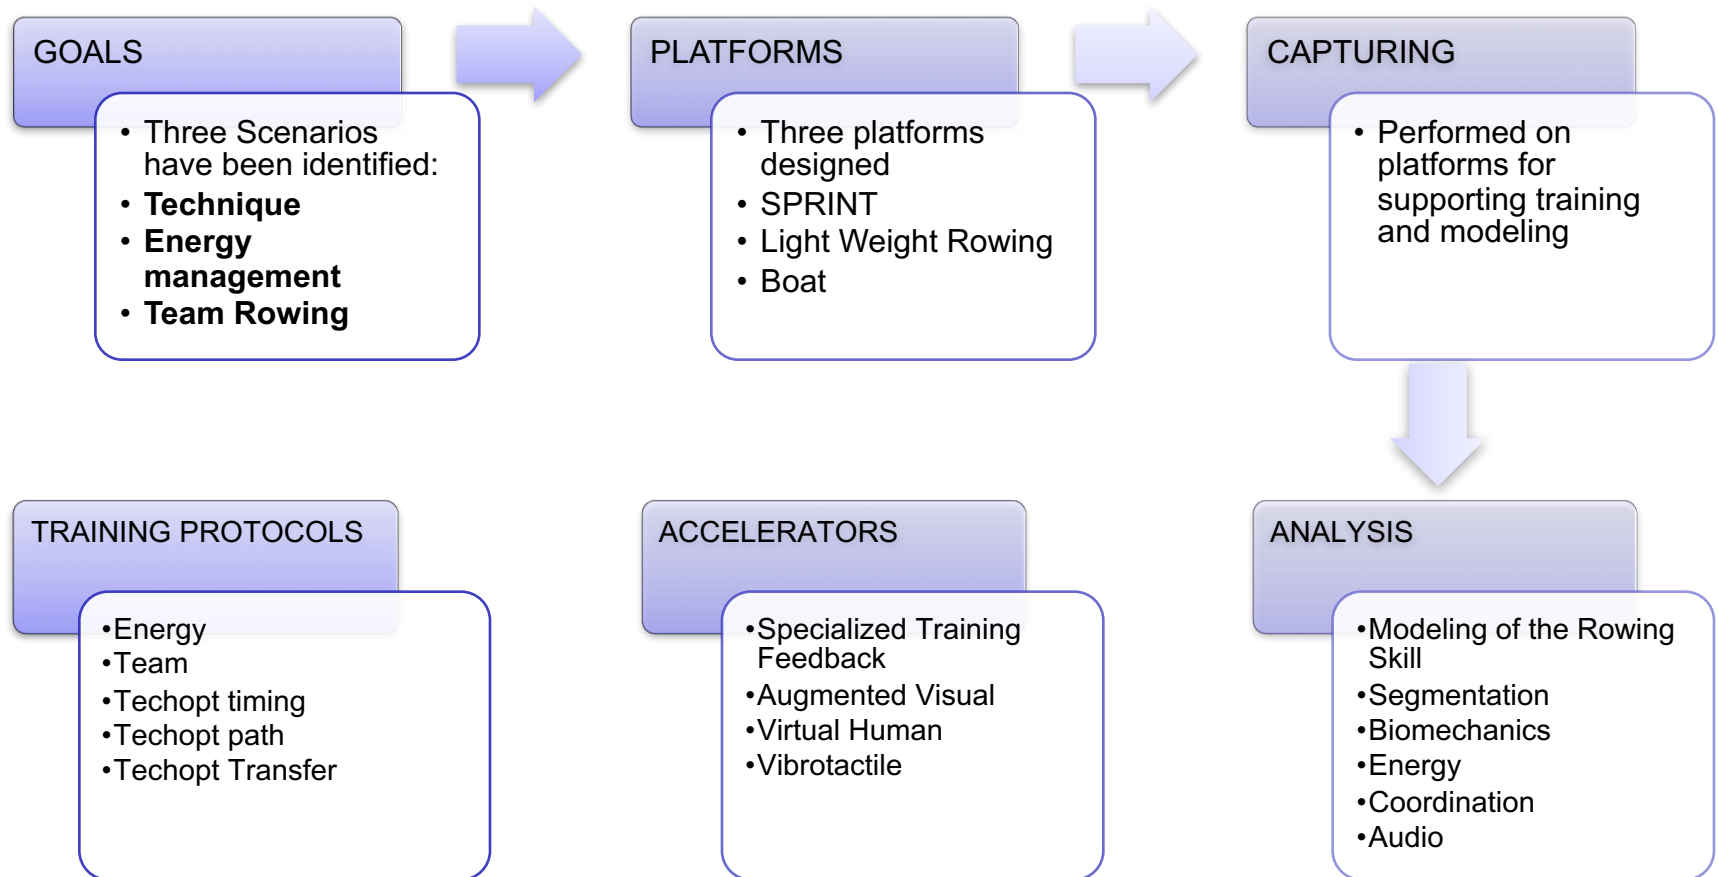 GOALS
• Three Scenarios
have been identified:
• Technique
• Energy
management
• Team Rowing
PLATFORMS
• Three platforms
designed
• SPRINT
• Light Weight Rowing
• Boat
CAPTURING
• Performed on
platforms for
supporting training
and modeling
TRAINING PROTOCOLS
•Energy
•Team
•Techopt timing
•Techopt path
•Techopt Transfer
ACCELERATORS
•Specialized Training
Feedback
•Augmented Visual
•Virtual Human
•Vibrotactile
ANALYSIS
•Modeling of the Rowing
Skill
•Segmentation
•Biomechanics
•Energy
•Coordination
•Audio